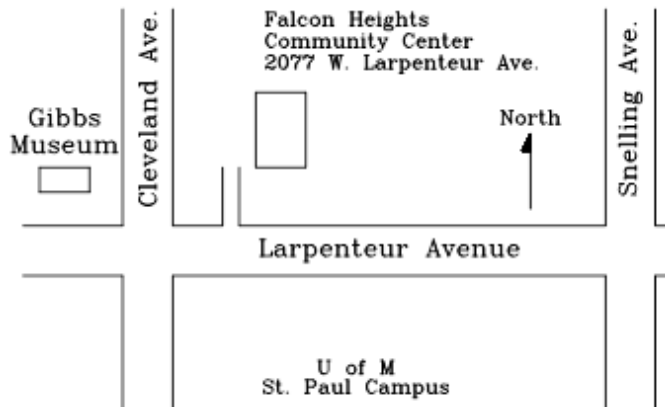 Falcon Heights
Community Center
2077 W. Larpenteur Ave.
Cleveland Ave.
Snelling Ave.
Gibbs
Museum
North
Larpenteur Avenue
U of M
St. Paul Campus